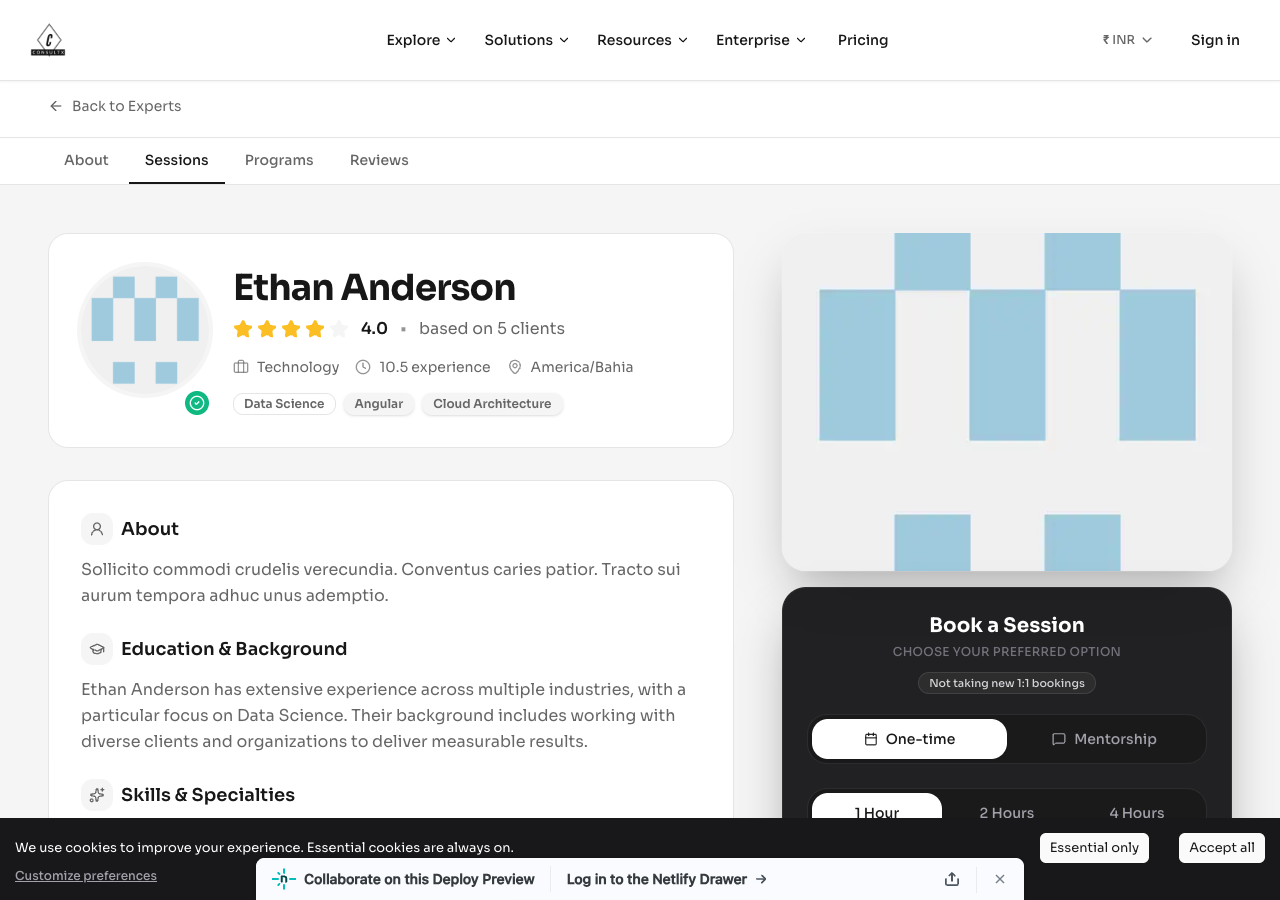 C
CONSULTX
Explore
Solutions
Resources
Enterprise
Pricing
₹ INR
Sign in
Back to Experts
About
Sessions
Programs
Reviews
Ethan Anderson
4.0 • based on 5 clients
Technology
10.5 experience
America/Bahia
Data Science
Angular
Cloud Architecture
About
Sollicito commodi crudelis verecundia. Conventus caries patior. Tracto sui
aurum tempora adhuc unus ademptio.
Education & Background
Ethan Anderson has extensive experience across multiple industries, with a
particular focus on Data Science. Their background includes working with
diverse clients and organizations to deliver measurable results.
Skills & Specialties
Book a Session
CHOOSE YOUR PREFERRED OPTION
Not taking new 1:1 bookings
One-time
Mentorship
1 Hour
2 Hours
4 Hours
We use cookies to improve your experience. Essential cookies are always on.
Customize preferences
Essential only
Accept all
Collaborate on this Deploy Preview
Log in to the Netlify Drawer